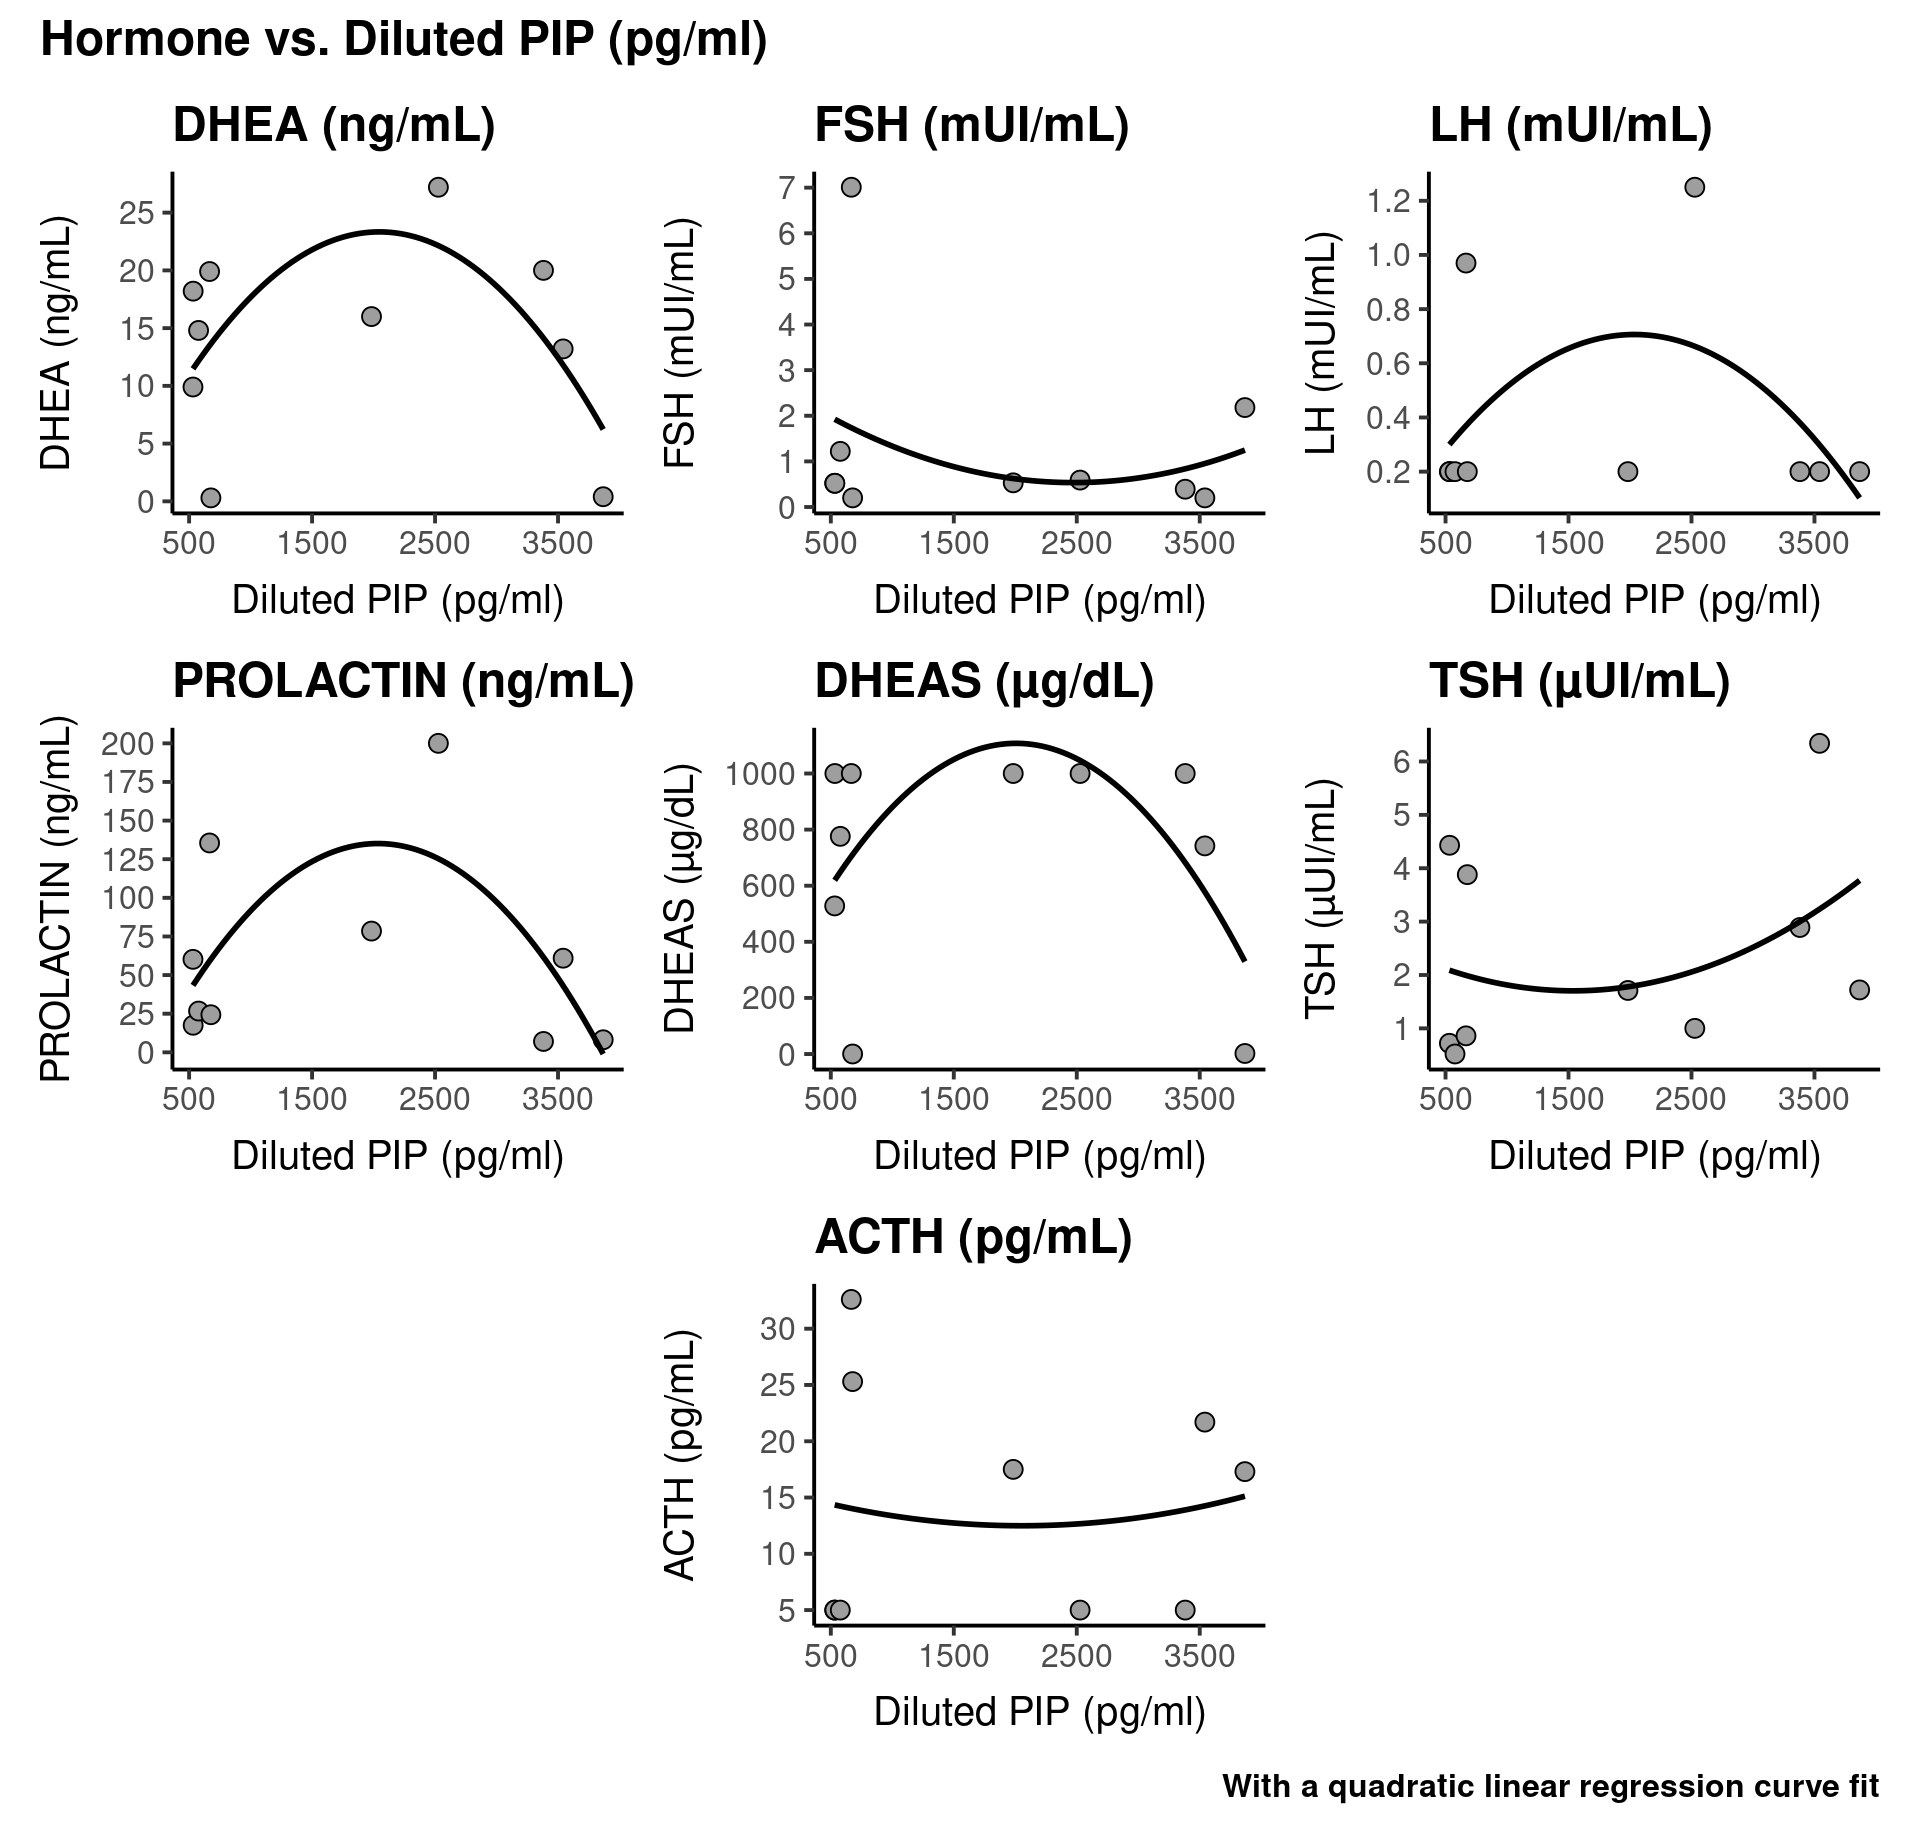 Hormone vs. Diluted PIP (pg/ml)
DHEA (ng/mL)
DHEA (ng/mL)
25
20
15
10
5
0
500 1500 2500 3500
Diluted PIP (pg/ml)
FSH (mUI/mL)
FSH (mUI/mL)
7
6
5
4
3
2
1
0
500 1500 2500 3500
Diluted PIP (pg/ml)
LH (mUI/mL)
LH (mUI/mL)
1.2
1.0
0.8
0.6
0.4
0.2
500 1500 2500 3500
Diluted PIP (pg/ml)
PROLACTIN (ng/mL)
PROLACTIN (ng/mL)
200
175
150
125
100
75
50
25
0
500 1500 2500 3500
Diluted PIP (pg/ml)
DHEAS (µg/dL)
DHEAS (µg/dL)
1000
800
600
400
200
0
500 1500 2500 3500
Diluted PIP (pg/ml)
TSH (µUI/mL)
TSH (µUI/mL)
6
5
4
3
2
1
500 1500 2500 3500
Diluted PIP (pg/ml)
ACTH (pg/mL)
ACTH (pg/mL)
30
25
20
15
10
5
500 1500 2500 3500
Diluted PIP (pg/ml)
With a quadratic linear regression curve fit